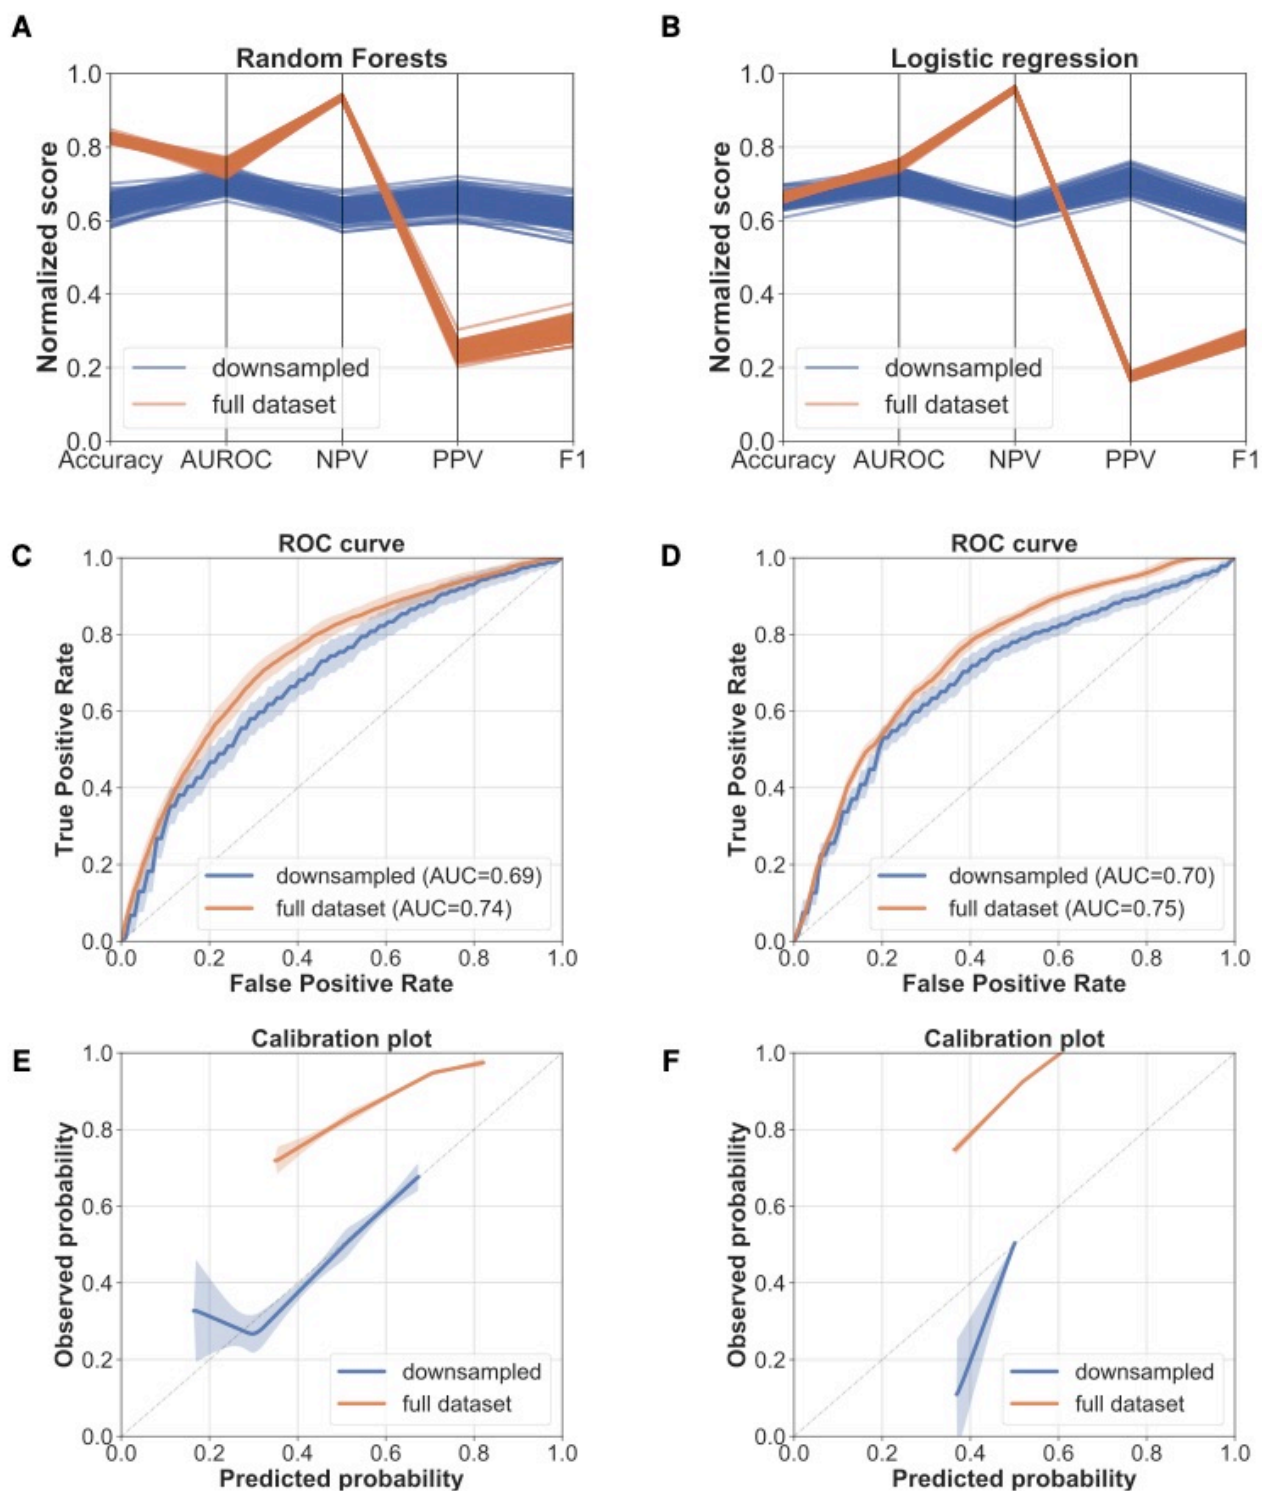 A
Random Forests
Normalized score
1.0
0.8
0.6
0.4
0.2
0.0
downsampled
full dataset
Accuracy AUROC NPV PPV F1
B
Logistic regression
Normalized score
1.0
0.8
0.6
0.4
0.2
0.0
downsampled
full dataset
Accuracy AUROC NPV PPV F1
C
ROC curve
True Positive Rate
1.0
0.8
0.6
0.4
0.2
0.0
downsampled (AUC=0.69)
full dataset (AUC=0.74)
0.0 0.2 0.4 0.6 0.8 1.0
False Positive Rate
D
ROC curve
True Positive Rate
1.0
0.8
0.6
0.4
0.2
0.0
downsampled (AUC=0.70)
full dataset (AUC=0.75)
0.0 0.2 0.4 0.6 0.8 1.0
False Positive Rate
E
Calibration plot
Observed probability
1.0
0.8
0.6
0.4
0.2
0.0
downsampled
full dataset
0.0 0.2 0.4 0.6 0.8 1.0
Predicted probability
F
Calibration plot
Observed probability
1.0
0.8
0.6
0.4
0.2
0.0
downsampled
full dataset
0.0 0.2 0.4 0.6 0.8 1.0
Predicted probability